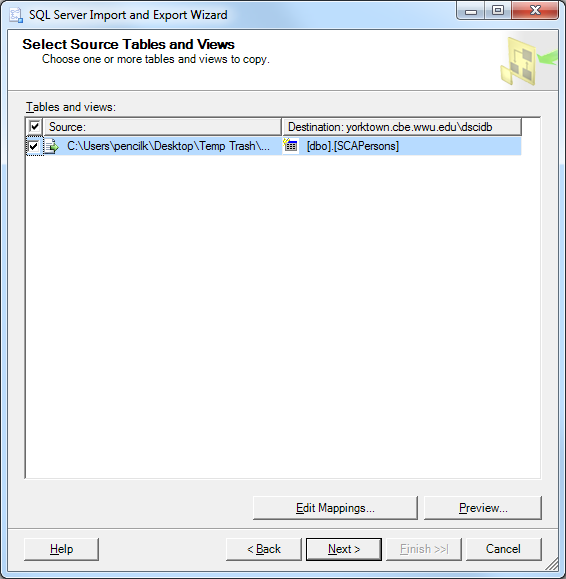 SQL Server Import and Export Wizard
Select Source Tables and Views
Choose one or more tables and views to copy.
Tables and views:
Source: Destination: yorktown.cbe.wwu.edu\dscidb
C:\Users\pencilk\Desktop\Temp Trash\... [dbo].[SCAPersons]
Edit Mappings... Preview...
Help < Back Next > Finish >>| Cancel